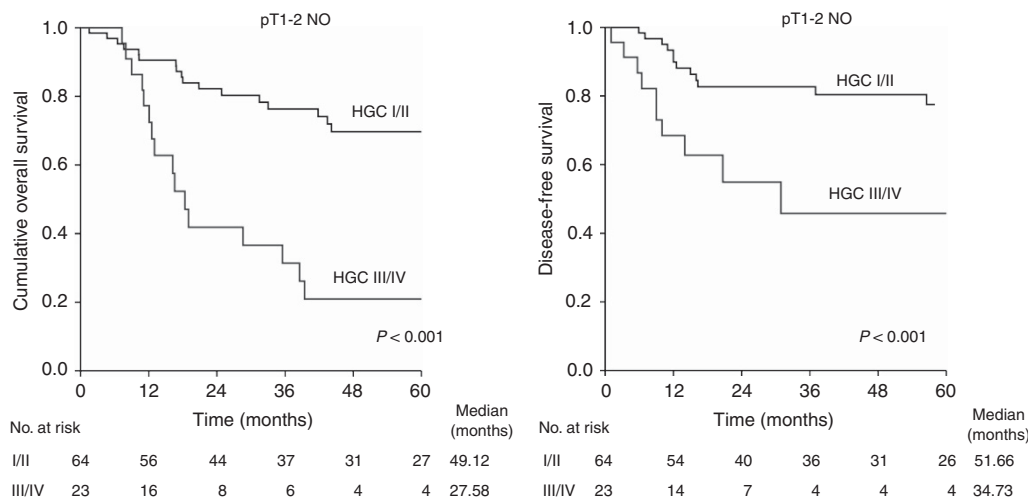 pT1-2 NO
1.0
0.8
0.6
0.4
0.2
0.0
Cumulative overall survival
HGC I/II
HGC III/IV
P < 0.001
0 12 24 36 48 60
Time (months)
Median
(months)
No. at risk
I/II 64 56 44 37 31 27 49.12
III/IV 23 16 8 6 4 4 27.58
pT1-2 NO
1.0
0.8
0.6
0.4
0.2
0.0
Disease-free survival
HGC I/II
HGC III/IV
P < 0.001
0 12 24 36 48 60
Time (months)
Median
(months)
No. at risk
I/II 64 54 40 36 31 26 51.66
III/IV 23 14 7 4 4 4 34.73